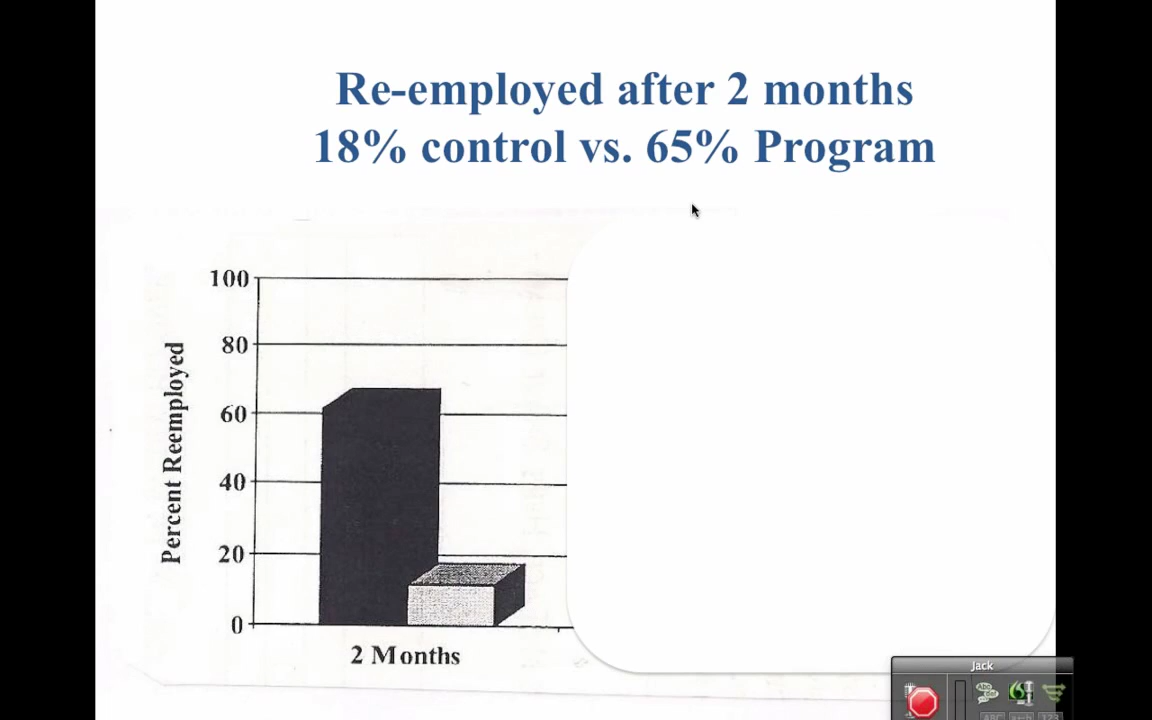 Re-employed after 2 months
18% control vs. 65% Program
100
80
60
40
20
0
Percent Reemployed
2 Months
Jack